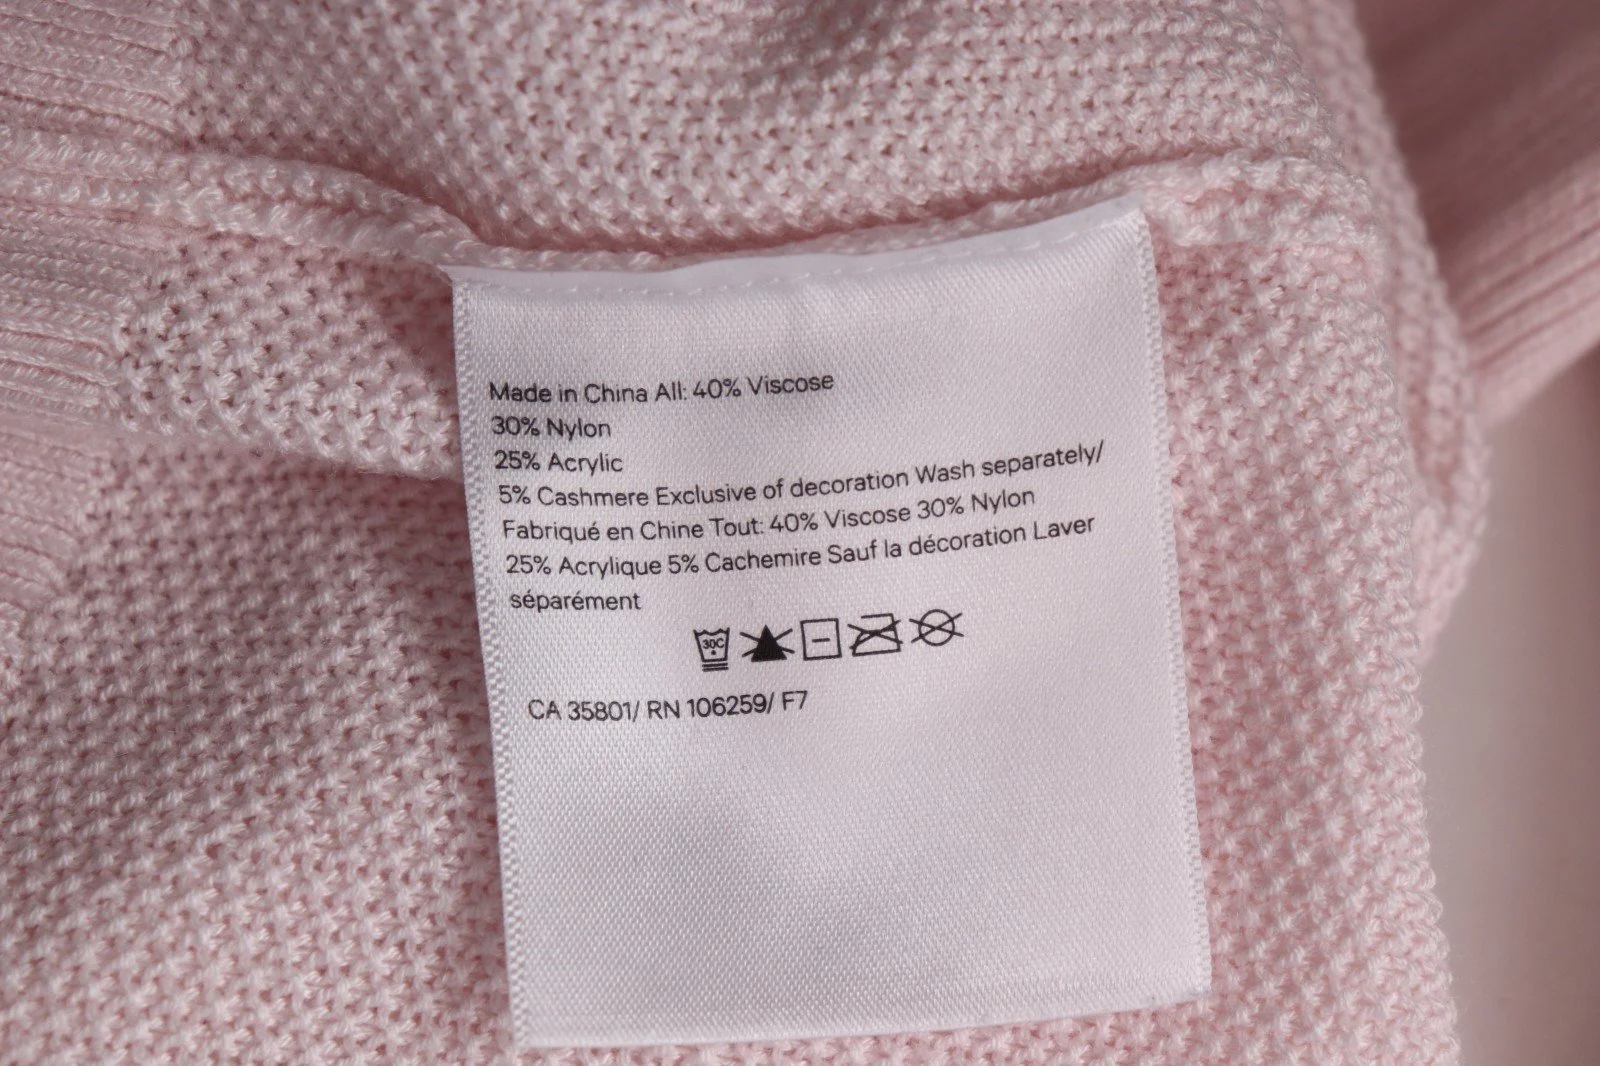 Made in China All: 40% Viscose
30% Nylon
25% Acrylic
5% Cashmere Exclusive of decoration Wash separately/
Fabriqué en Chine Tout: 40% Viscose 30% Nylon
25% Acrylique 5% Cachemire Sauf la décoration Laver
séparément
30C
CA 35801/ RN 106259/ F7